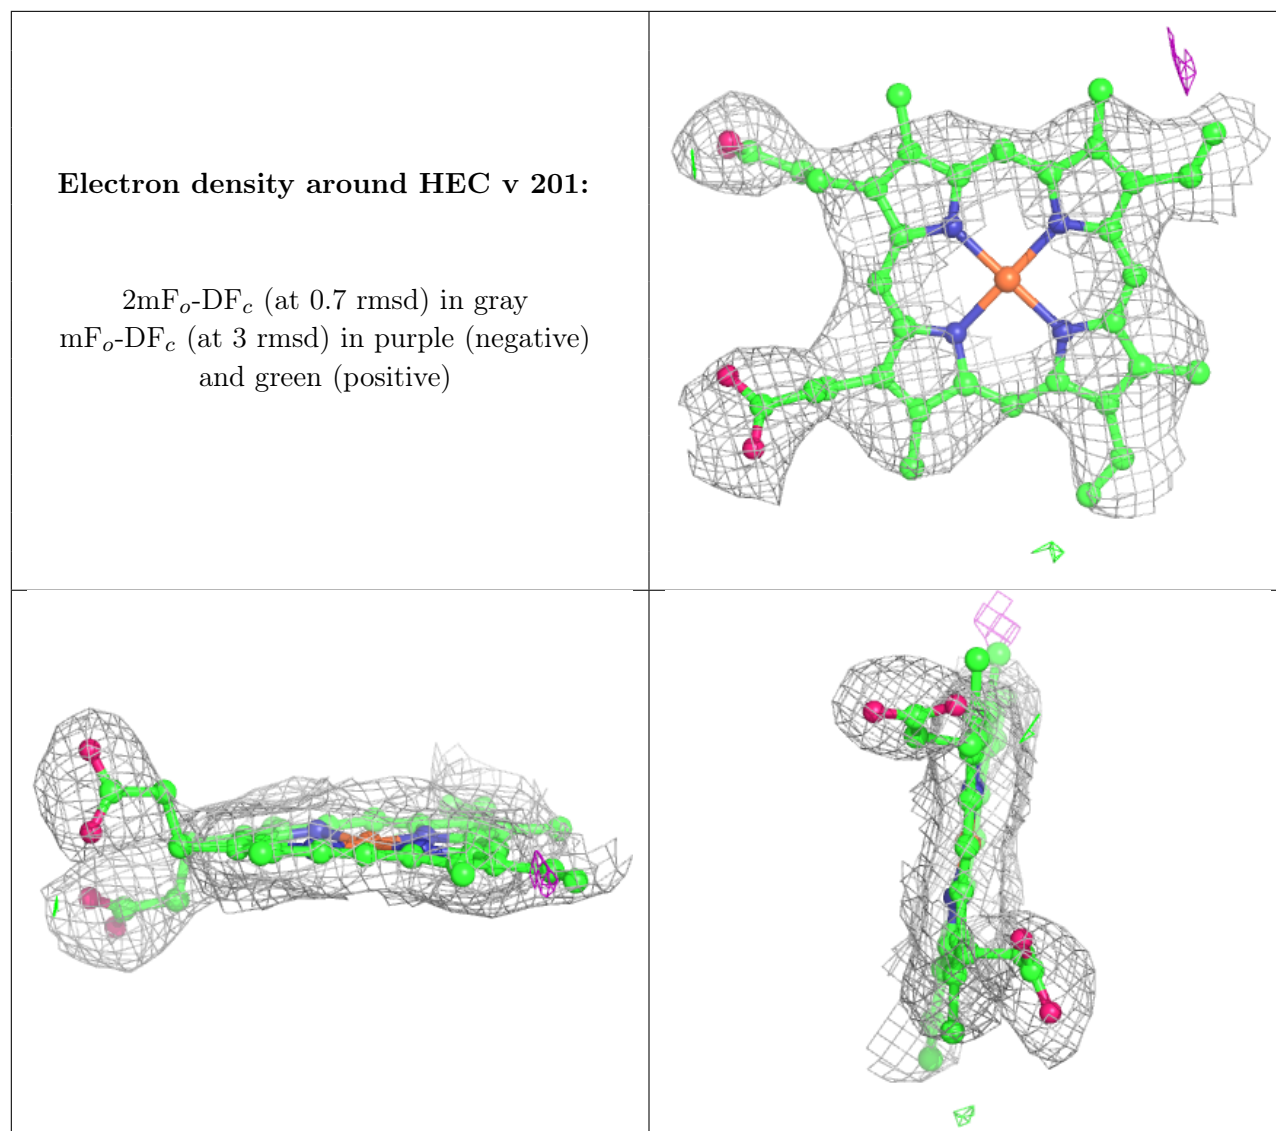 Electron density around HEC v 201:
2mFₒ-DF𝑐 (at 0.7 rmsd) in gray
mFₒ-DF𝑐 (at 3 rmsd) in purple (negative)
and green (positive)